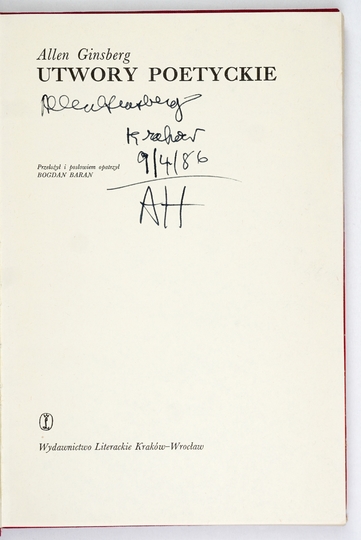 Allen Ginsberg
UTWORY POETYCKIE
Allen Ginsberg
Krakow
9/4/86
Przełożył i posłowiem opatrzył
BOGDAN BARAN
AH
Wydawnictwo Literackie Kraków–Wrocław